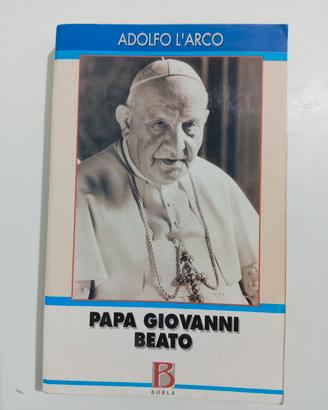 ADOLFO L'ARCO
PAPA GIOVANNI
BEATO
B
BORLA